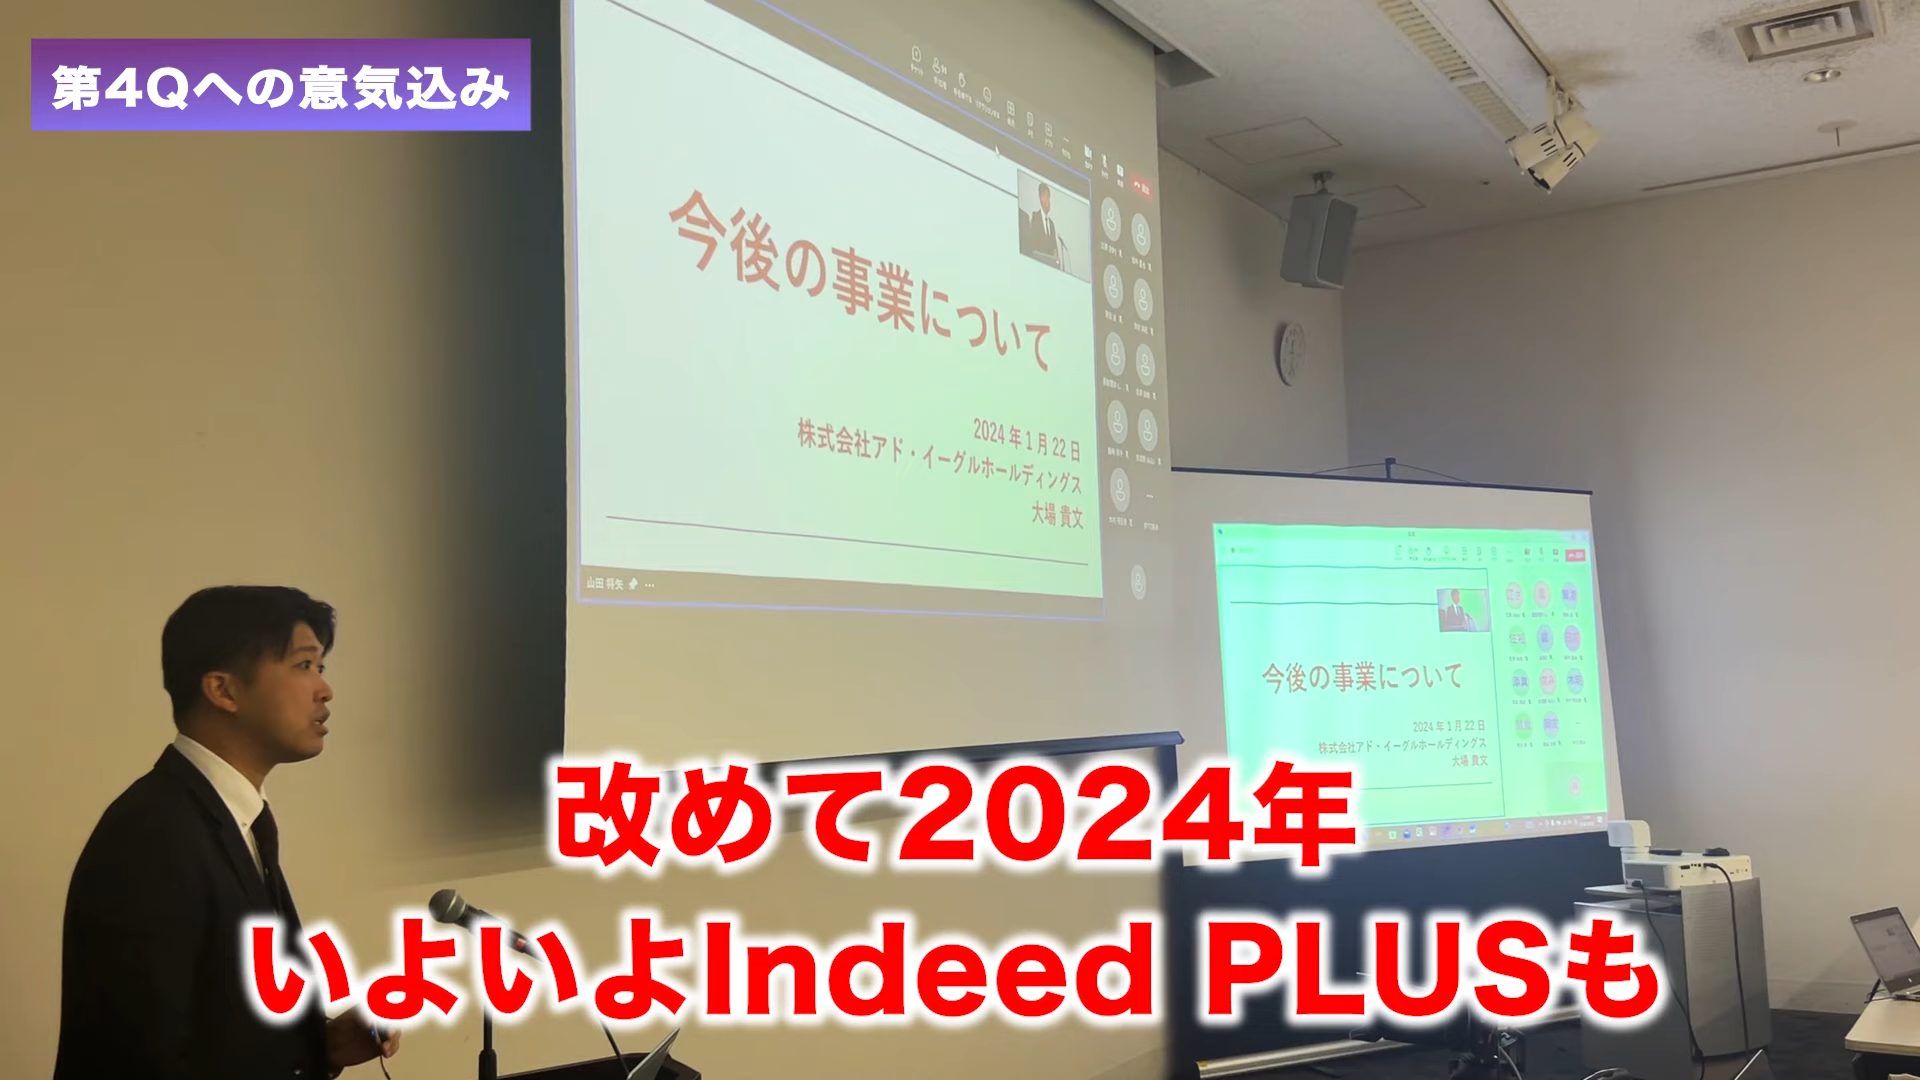 第4Qへの意気込み
今後の事業について
2024年1月22日
株式会社アド・イーグルホールディングス
大場 貴文
山田 将矢
今後の事業について
2024年1月22日
株式会社アド・イーグルホールディングス
大場 貴文
改めて2024年
いよいよIndeed PLUSも